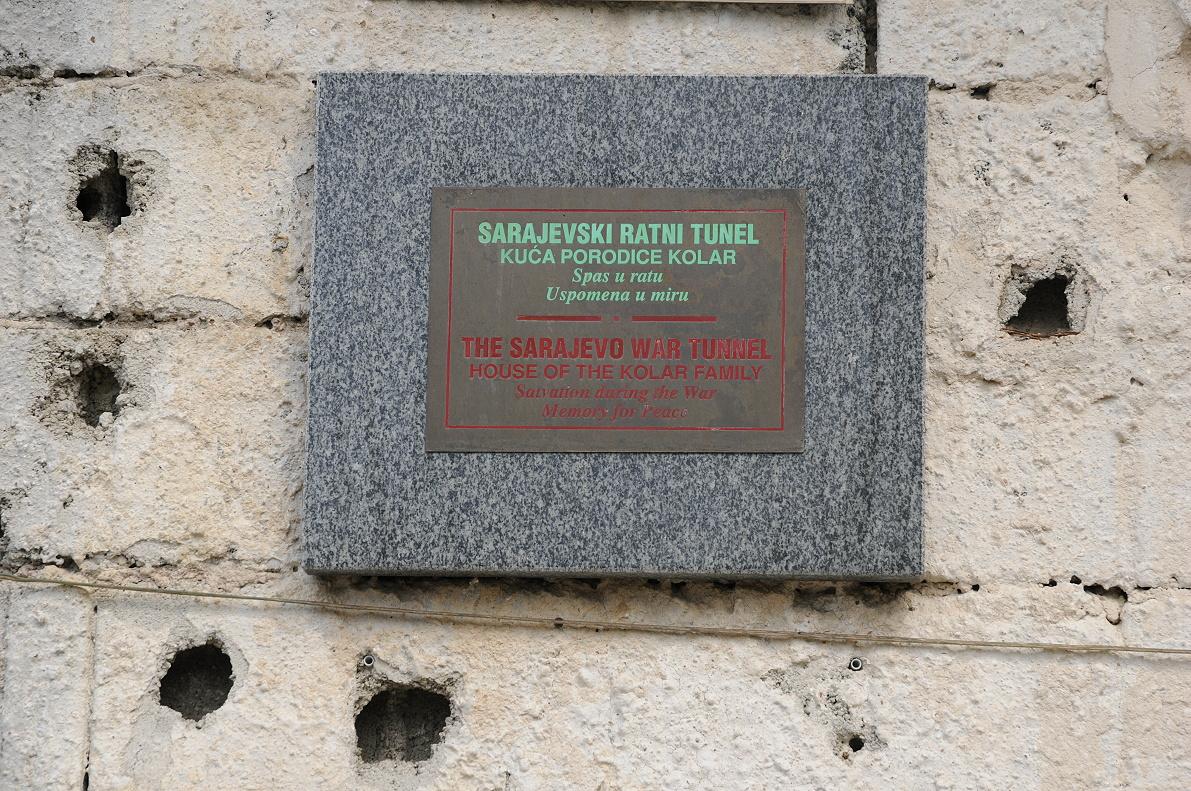 SARAJEVSKI RATNI TUNEL
KUĆA PORODICE KOLAR
Spas u ratu
Uspomena u miru
THE SARAJEVO WAR TUNNEL
HOUSE OF THE KOLAR FAMILY
Salvation during the War
Memory for Peace